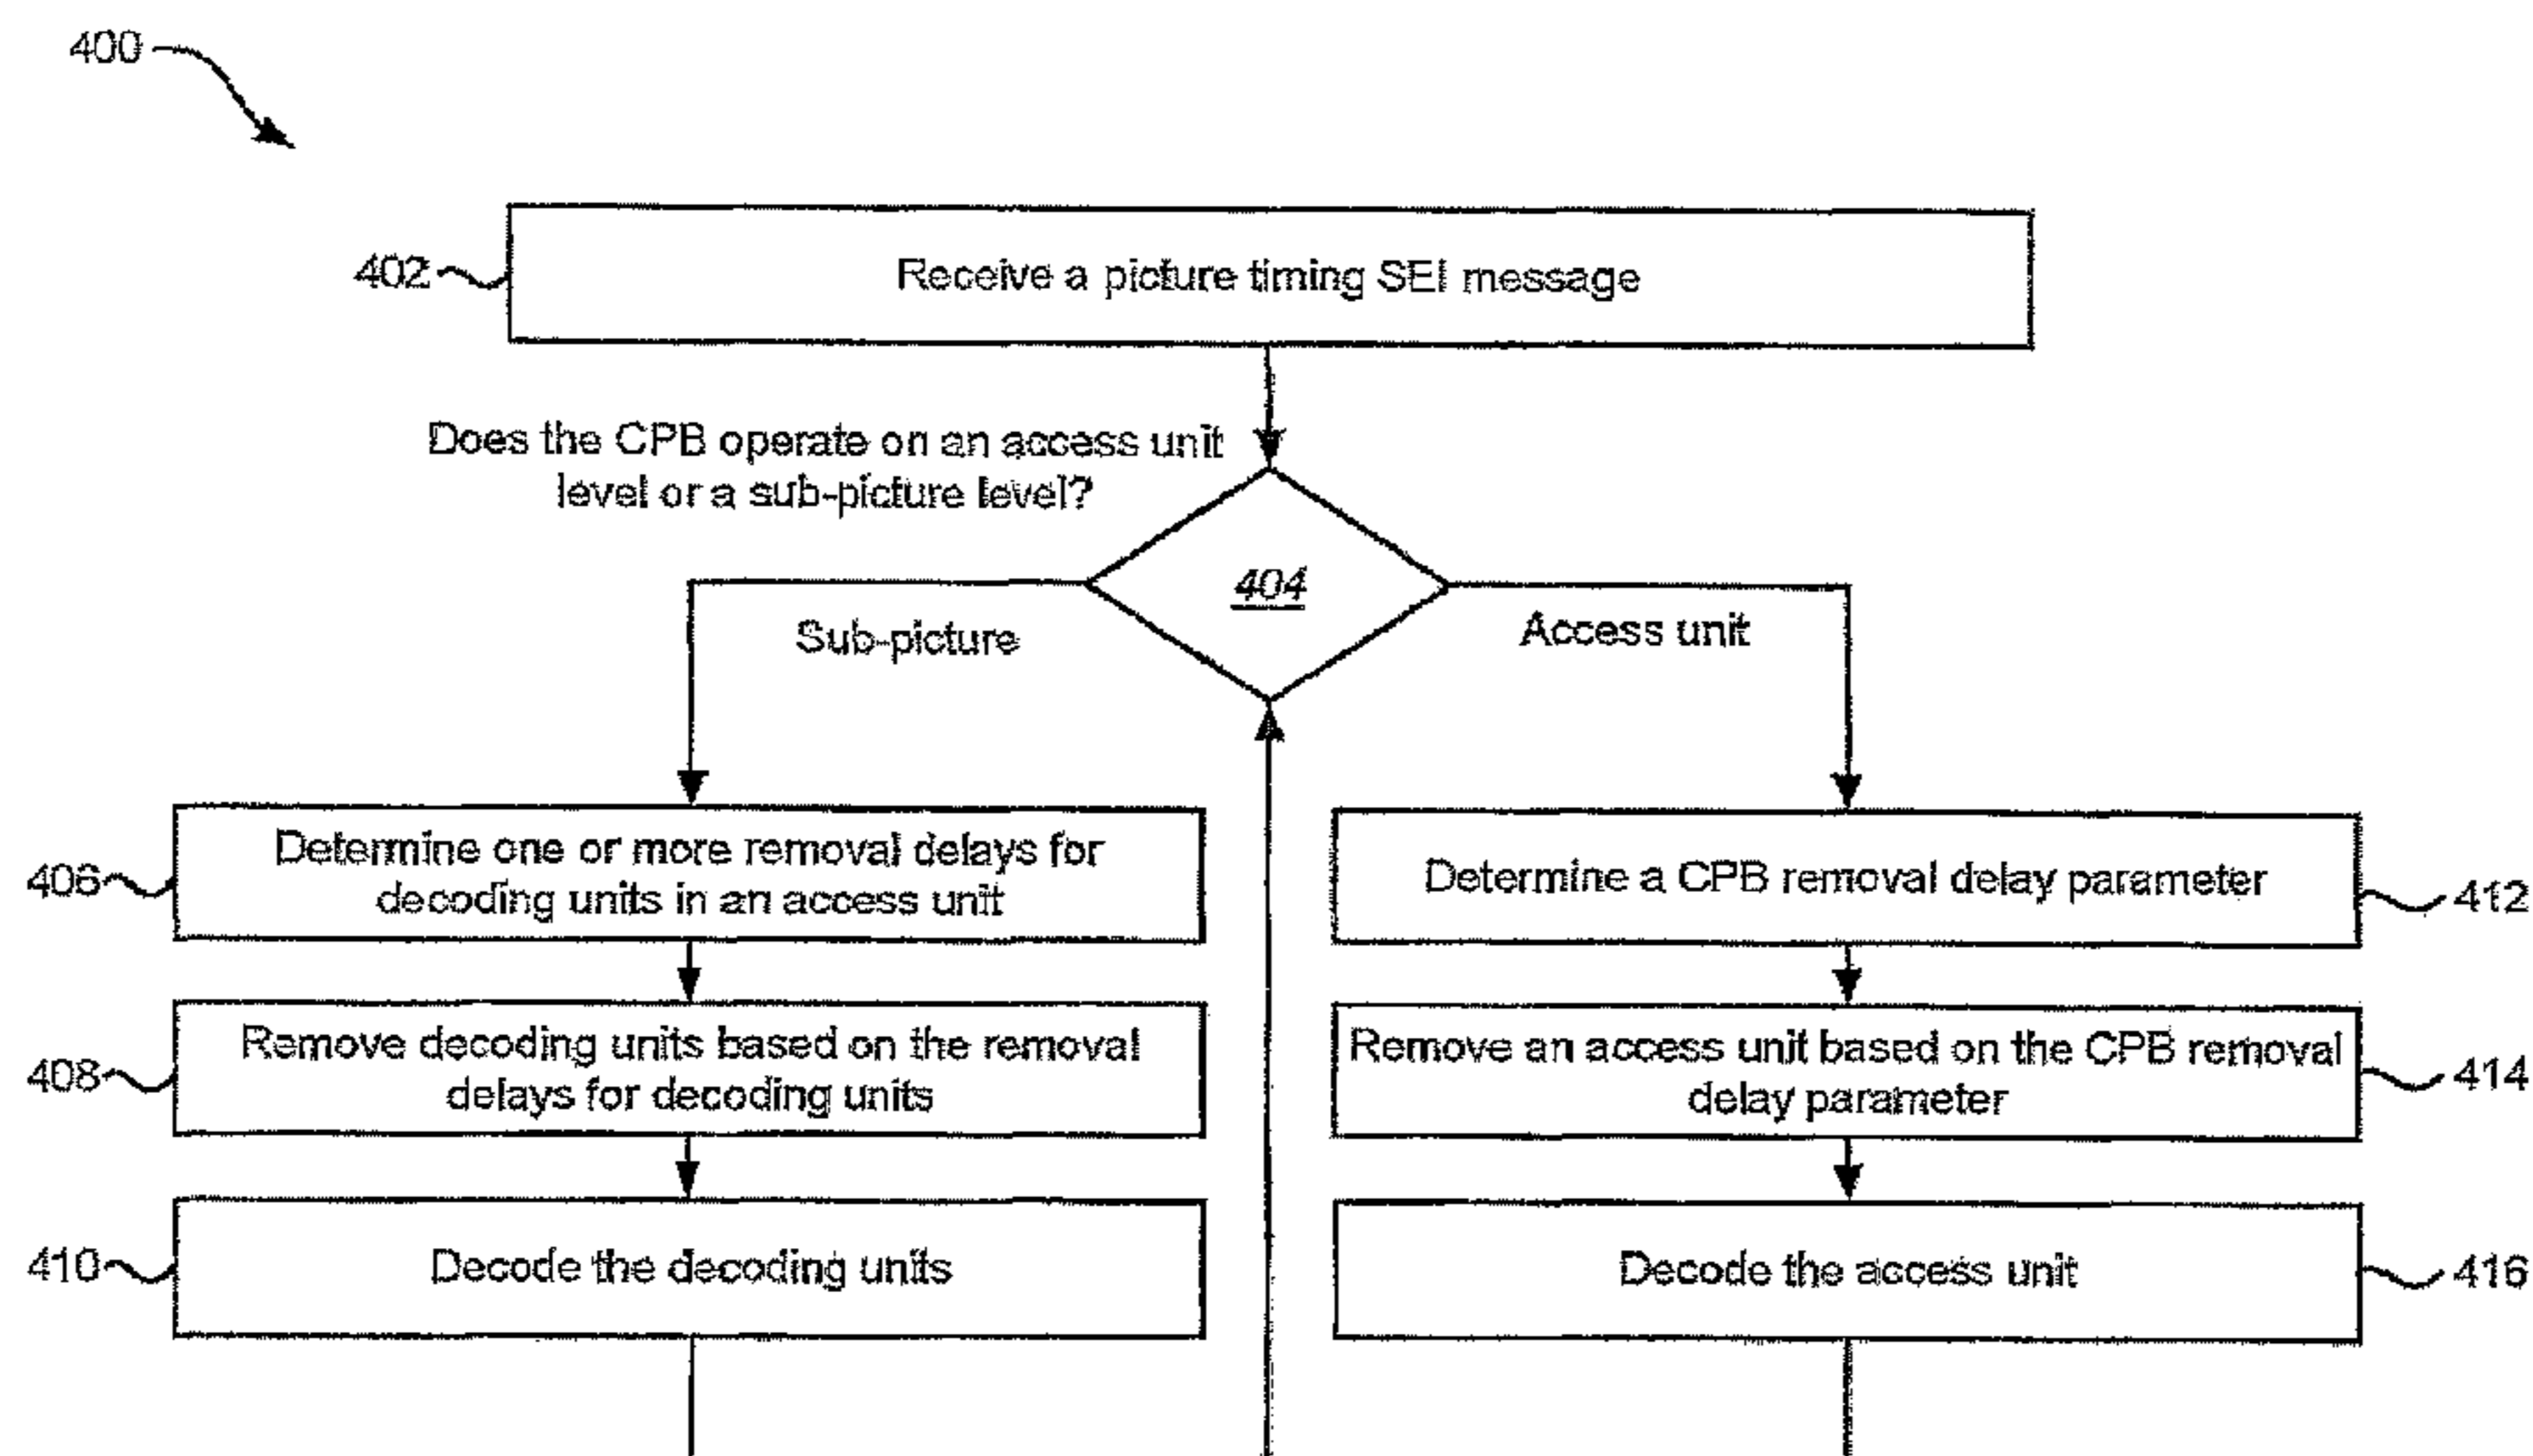 400
402
Receive a picture timing SEI message
Does the CPB operate on an access unit
level or a sub-picture level?
404
Sub-picture
Access unit
406
Determine one or more removal delays for
decoding units in an access unit
Determine a CPB removal delay parameter
412
408
Remove decoding units based on the removal
delays for decoding units
Remove an access unit based on the CPB removal
delay parameter
414
410
Decode the decoding units
Decode the access unit
416